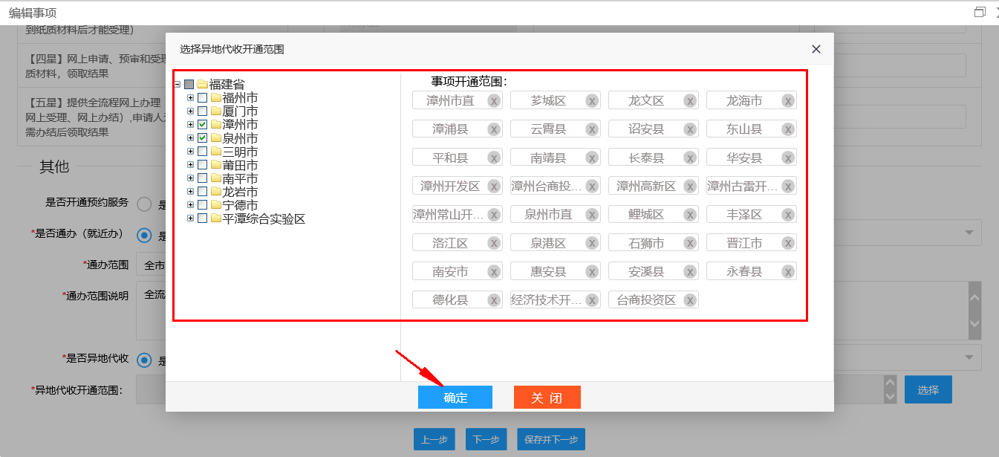 编辑事项
到纸质材料后才能受理)
【四星】网上申请、预审和受理
质材料，领取结果
【五星】提供全流程网上办理（
网上受理、网上办结）,申请人
需办结后领取结果
其他
是否开通预约服务
是
*是否通办（就近办）
是
*通办范围
全市
*通办范围说明
全流
*是否异地代收
是
*异地代收开通范围：
选择
上一步
下一步
保存并下一步
选择异地代收开通范围
福建省
福州市
厦门市
漳州市
泉州市
三明市
莆田市
南平市
龙岩市
宁德市
平潭综合实验区
事项开通范围：
漳州市直 x 芗城区 x 龙文区 x 龙海市 x
漳浦县 x 云霄县 x 诏安县 x 东山县 x
平和县 x 南靖县 x 长泰县 x 华安县 x
漳州开发区 x 漳州台商投... x 漳州高新区 x 漳州古雷开... x
漳州常山开... x 泉州市直 x 鲤城区 x 丰泽区 x
洛江区 x 泉港区 x 石狮市 x 晋江市 x
南安市 x 惠安县 x 安溪县 x 永春县 x
德化县 x 经济技术开... x 台商投资区 x
确定
关 闭